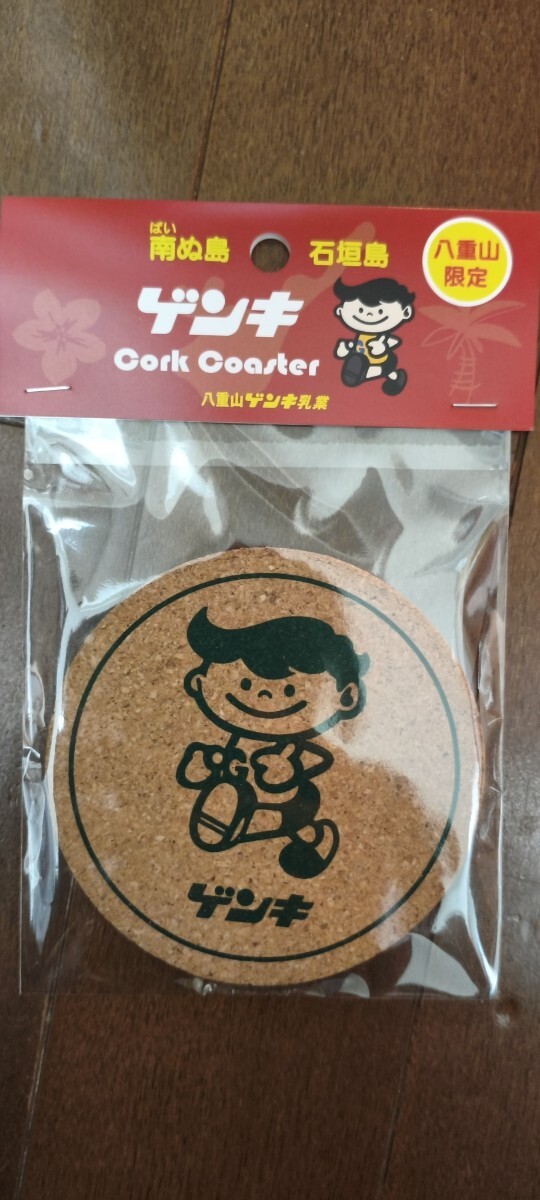 ぱい
南ぬ島 石垣島
八重山
限定
ゲンキ
Cork Coaster
八重山ゲンキ乳業
G
ゲンキ